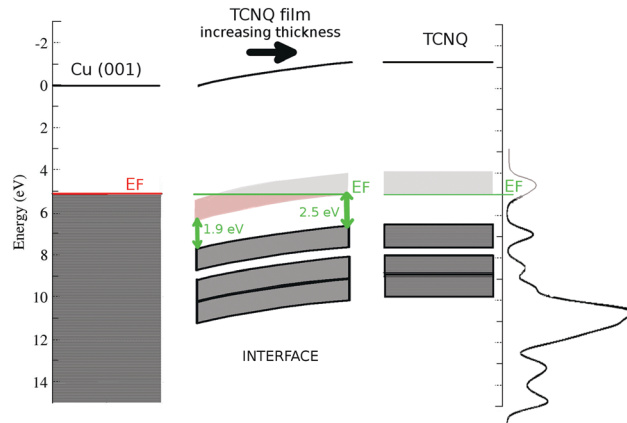 TCNQ film
increasing thickness
TCNQ
Cu (001)
-2
0
2
4
6
8
10
12
14
Energy (eV)
EF
EF
EF
1.9 eV
2.5 eV
INTERFACE